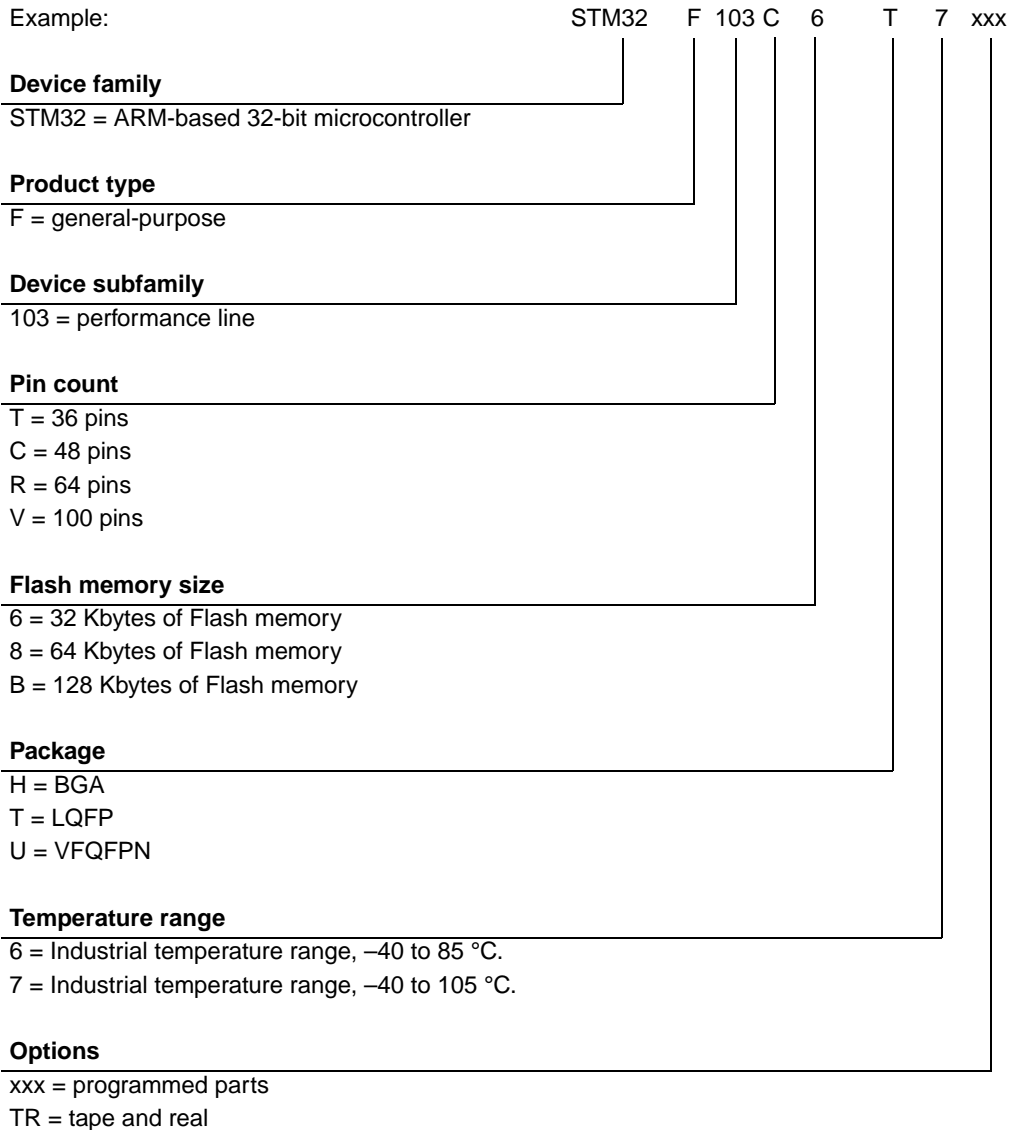 Example: STM32 F 103 C 6 T 7 xxx
Device family
STM32 = ARM-based 32-bit microcontroller
Product type
F = general-purpose
Device subfamily
103 = performance line
Pin count
T = 36 pins
C = 48 pins
R = 64 pins
V = 100 pins
Flash memory size
6 = 32 Kbytes of Flash memory
8 = 64 Kbytes of Flash memory
B = 128 Kbytes of Flash memory
Package
H = BGA
T = LQFP
U = VFQFPN
Temperature range
6 = Industrial temperature range, –40 to 85 °C.
7 = Industrial temperature range, –40 to 105 °C.
Options
xxx = programmed parts
TR = tape and real